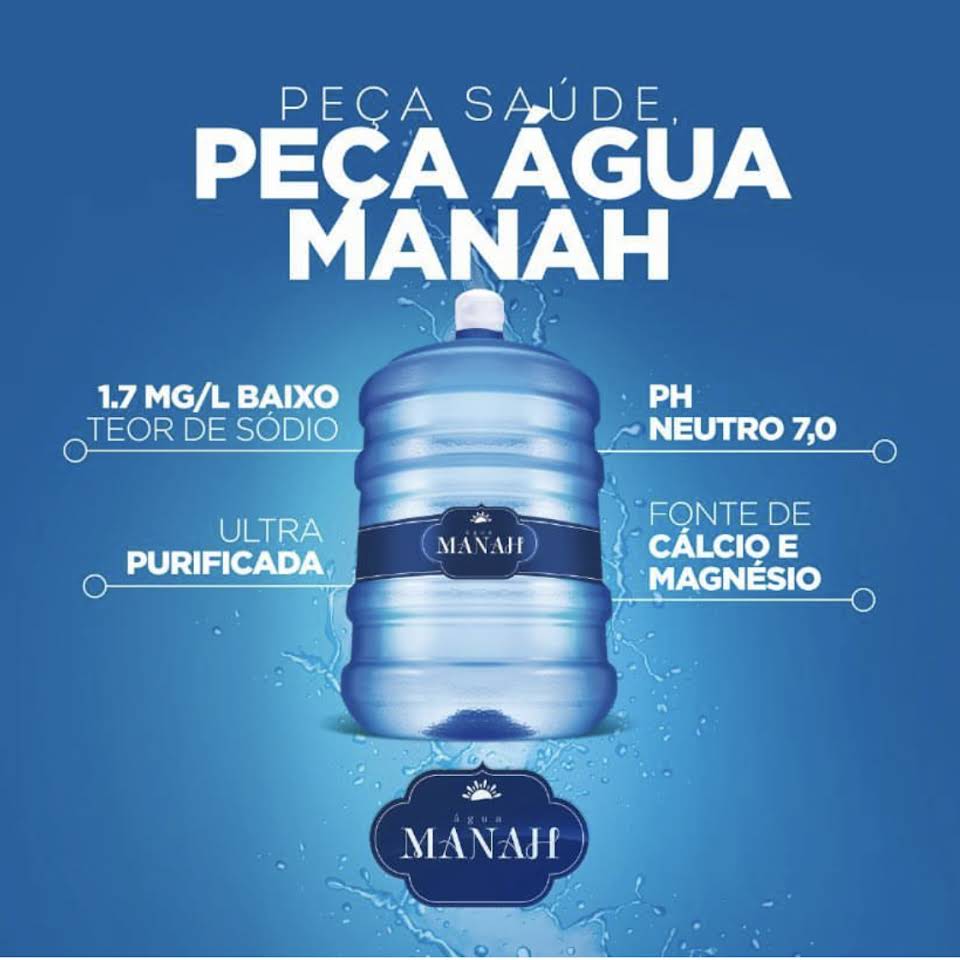 PEÇA SAÚDE,
PEÇA ÁGUA
MANAH
1.7 MG/L BAIXO
TEOR DE SÓDIO
PH
NEUTRO 7,0
ULTRA
PURIFICADA
FONTE DE
CÁLCIO E
MAGNÉSIO
água
MANAH
água
MANAH